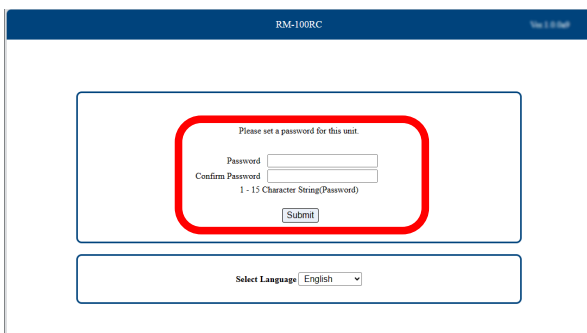 RM-100RC
Please set a password for this unit.
Password
Confirm Password
1 - 15 Character String(Password)
Submit
Select Language English